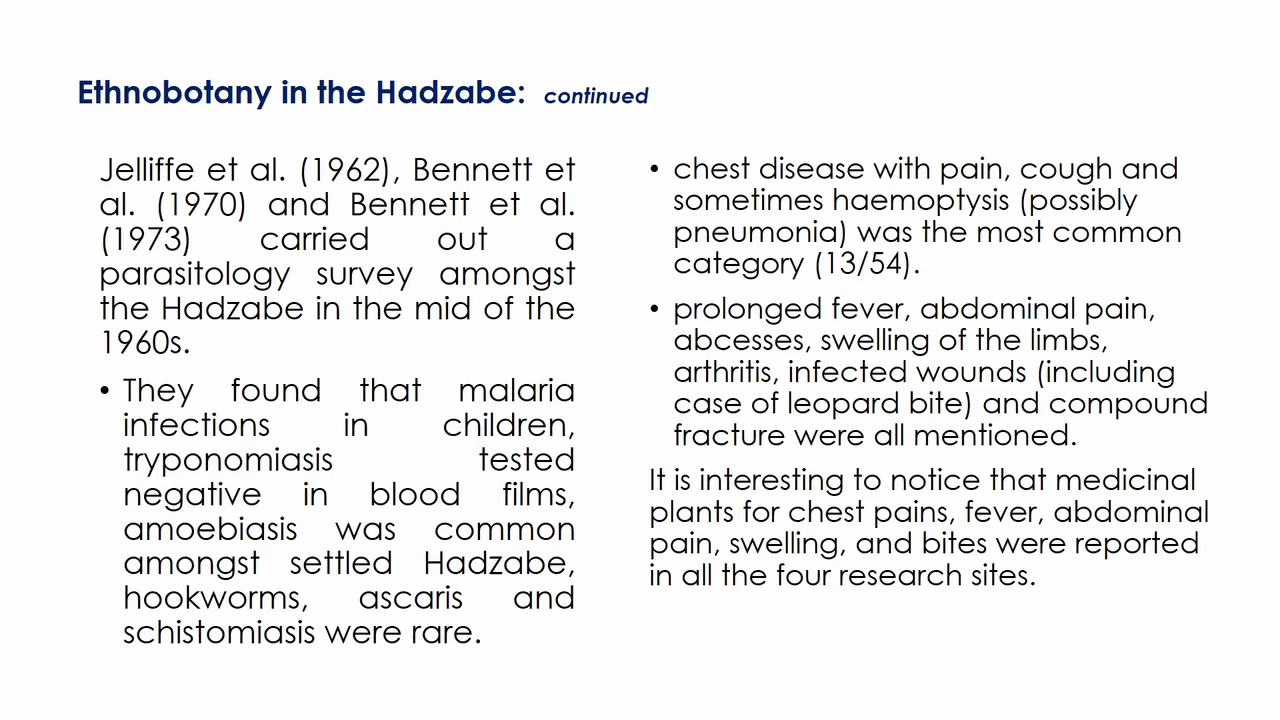 Ethnobotany in the Hadzabe: continued
Jelliffe et al. (1962), Bennett et
al. (1970) and Bennett et al.
(1973) carried out a
parasitology survey amongst
the Hadzabe in the mid of the
1960s.
• They found that malaria
infections in children,
tryponomiasis tested
negative in blood films,
amoebiasis was common
amongst settled Hadzabe,
hookworms, ascaris and
schistomiasis were rare.
• chest disease with pain, cough and
sometimes haemoptysis (possibly
pneumonia) was the most common
category (13/54).
• prolonged fever, abdominal pain,
abcesses, swelling of the limbs,
arthritis, infected wounds (including
case of leopard bite) and compound
fracture were all mentioned.
It is interesting to notice that medicinal
plants for chest pains, fever, abdominal
pain, swelling, and bites were reported
in all the four research sites.